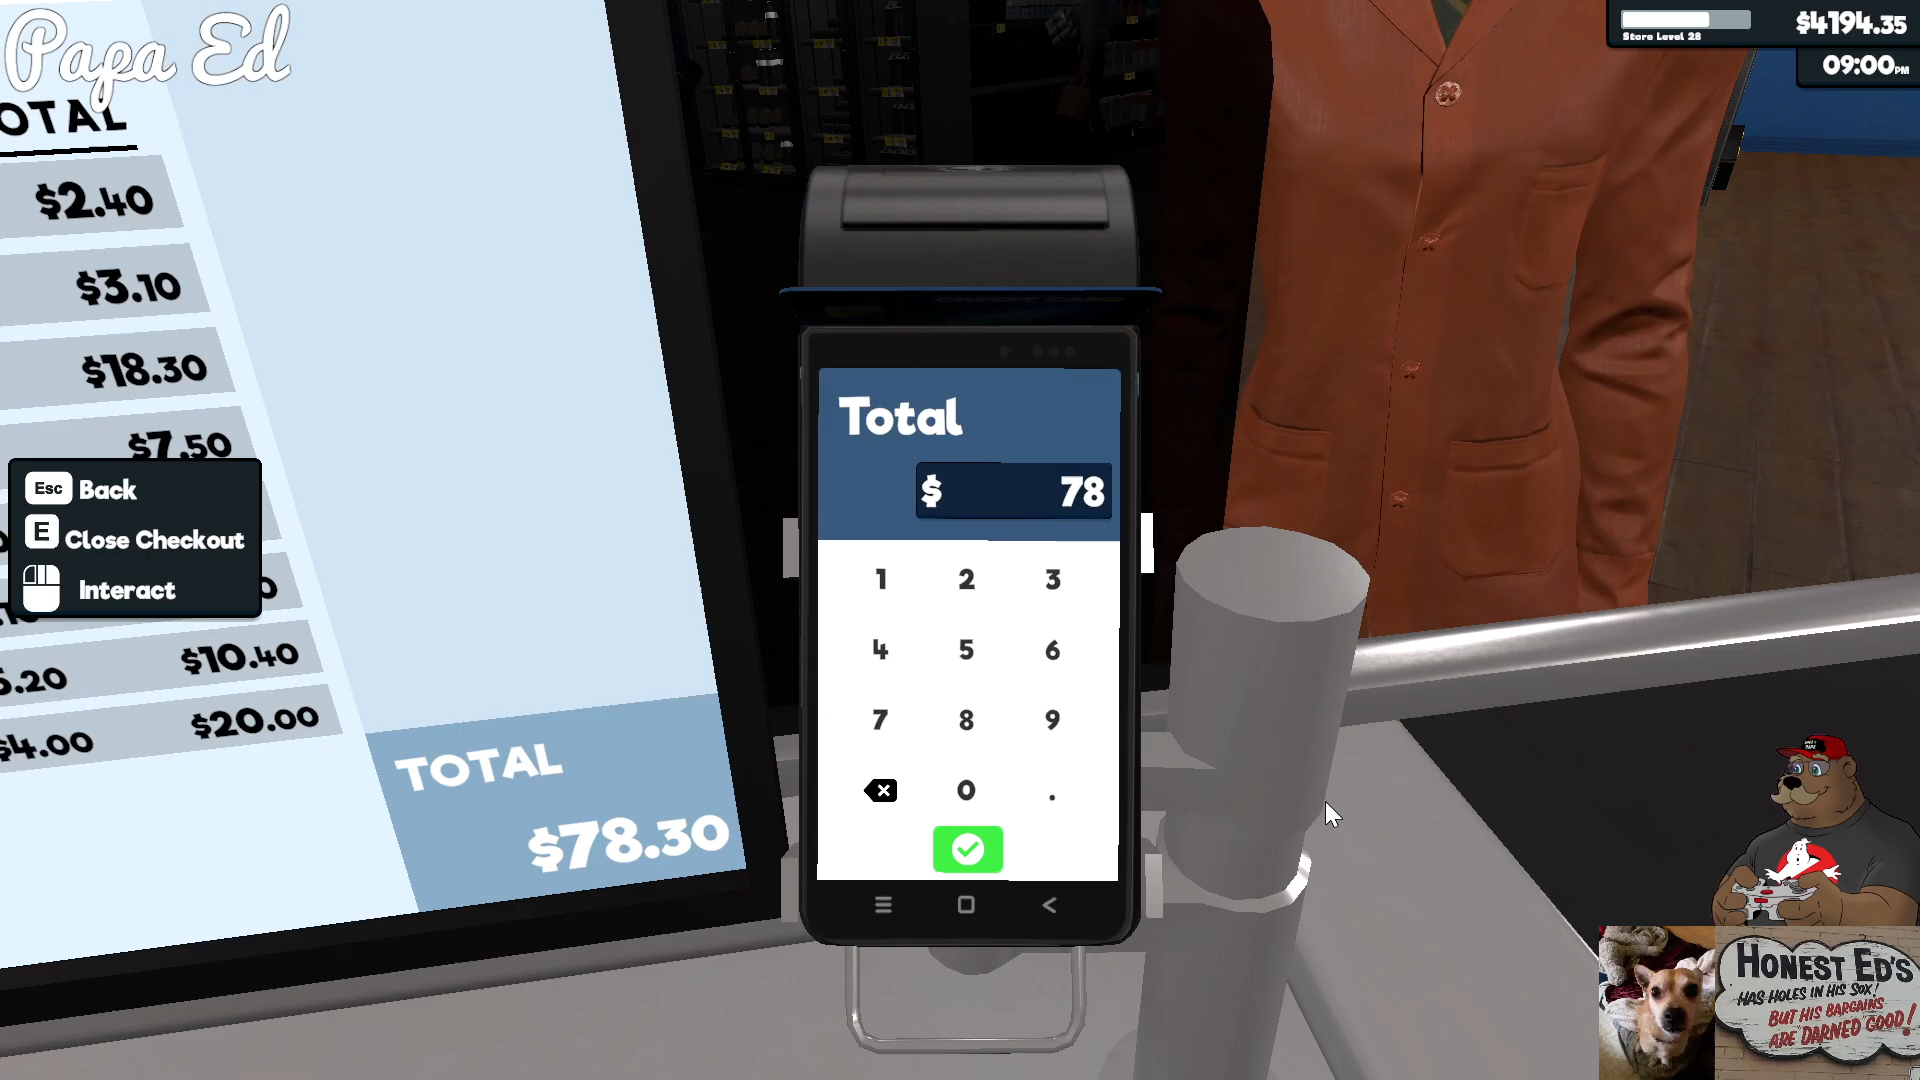 Papa Ed
OTAL
$2.40
$3.10
$18.30
$7.50
Esc Back
E Close Checkout
Interact
5.20 $10.40
$4.00 $20.00
TOTAL
$78.30
CREDIT CARD
Total
$ 78
1 2 3
4 5 6
7 8 9
0 .
Store Level 28
$4194.35
09:00PM
HONEST ED'S
HAS HOLES IN HIS SOX!
BUT HIS BARGAINS
ARE "DARNED GOOD!